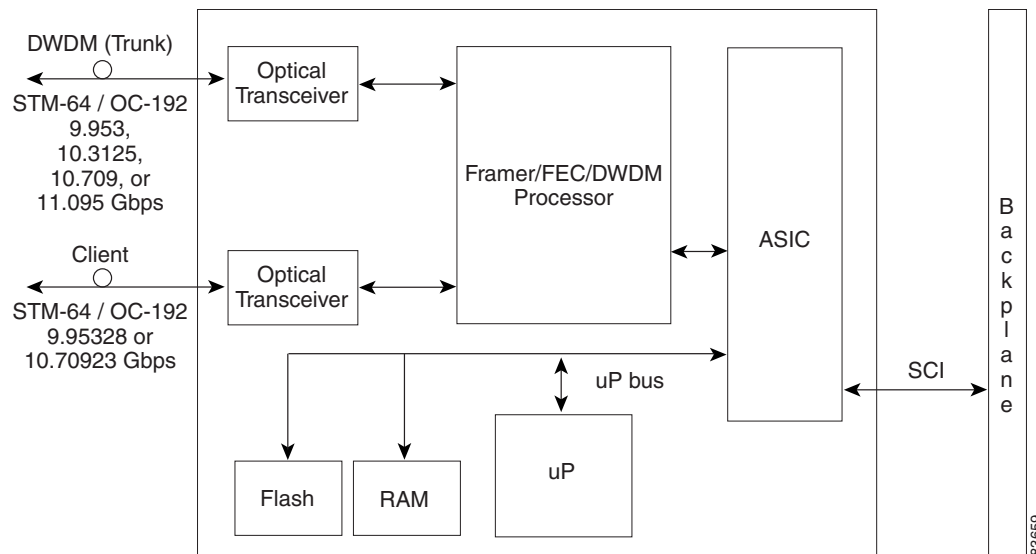 DWDM (Trunk)
STM-64 / OC-192
9.953,
10.3125,
10.709, or
11.095 Gbps
Optical
Transceiver
Framer/FEC/DWDM
Processor
ASIC
Client
STM-64 / OC-192
9.95328 or
10.70923 Gbps
Optical
Transceiver
uP bus
SCI
Backplane
Flash
RAM
uP